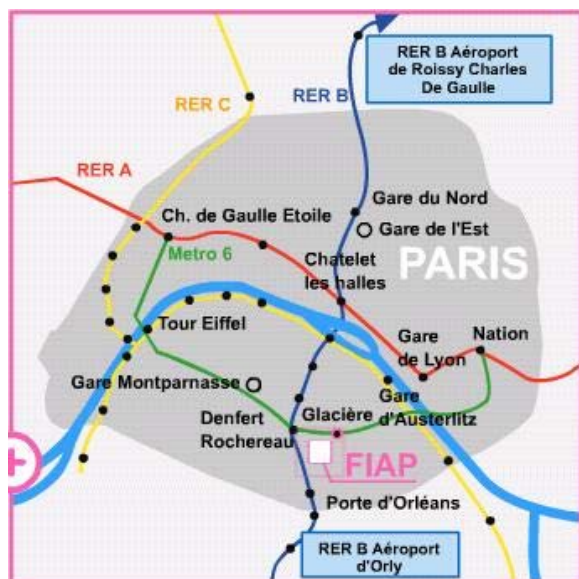 RER B Aéroport
de Roissy Charles
De Gaulle
RER C
RER B
RER A
Gare du Nord
Ch. de Gaulle Etoile
Gare de l'Est
Metro 6
PARIS
Chatelet
les halles
Tour Eiffel
Gare
de Lyon
Nation
Gare Montparnasse
Gare
d'Austerlitz
Denfert
Rochereau
Glacière
FIAP
Porte d'Orléans
RER B Aéroport
d'Orly